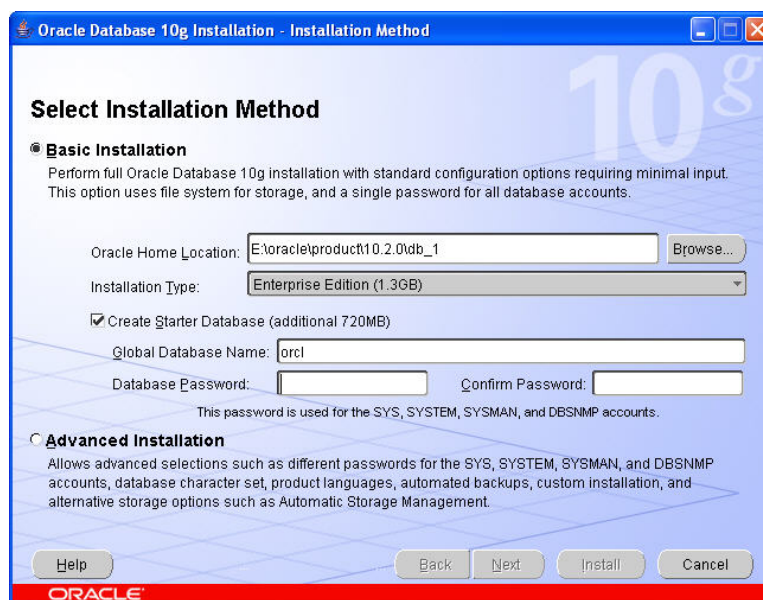 Oracle Database 10g Installation - Installation Method
10g
Select Installation Method
Basic Installation
Perform full Oracle Database 10g installation with standard configuration options requiring minimal input.
This option uses file system for storage, and a single password for all database accounts.
Oracle Home Location: E:\oracle\product\10.2.0\db_1 Browse...
Installation Type: Enterprise Edition (1.3GB)
Create Starter Database (additional 720MB)
Global Database Name: orcl
Database Password: Confirm Password:
This password is used for the SYS, SYSTEM, SYSMAN, and DBSNMP accounts.
Advanced Installation
Allows advanced selections such as different passwords for the SYS, SYSTEM, SYSMAN, and DBSNMP
accounts, database character set, product languages, automated backups, custom installation, and
alternative storage options such as Automatic Storage Management.
Help Back Next Install Cancel
ORACLE